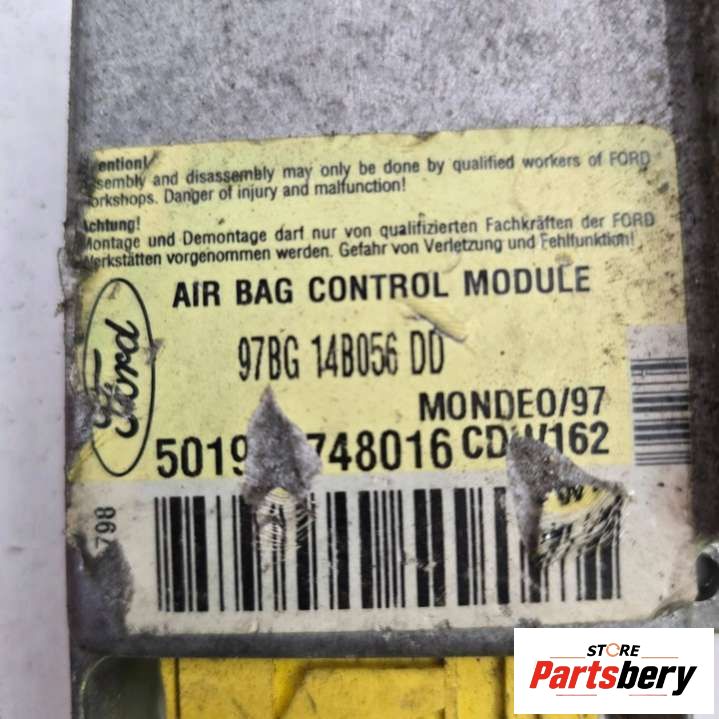 ention!
ssembly and disassembly may only be done by qualified workers of FORD
orkshops. Danger of injury and malfunction!
Achtung!
Montage und Demontage darf nur von qualifizierten Fachkräften der FORD
Werkstätten vorgenommen werden. Gefahr von Verletzung und Fehlfunktion!
AIR BAG CONTROL MODULE
Ford
97BG 14B056 DD
MONDEO/97
5019 748016 CDW162
798
STORE
Partsbery